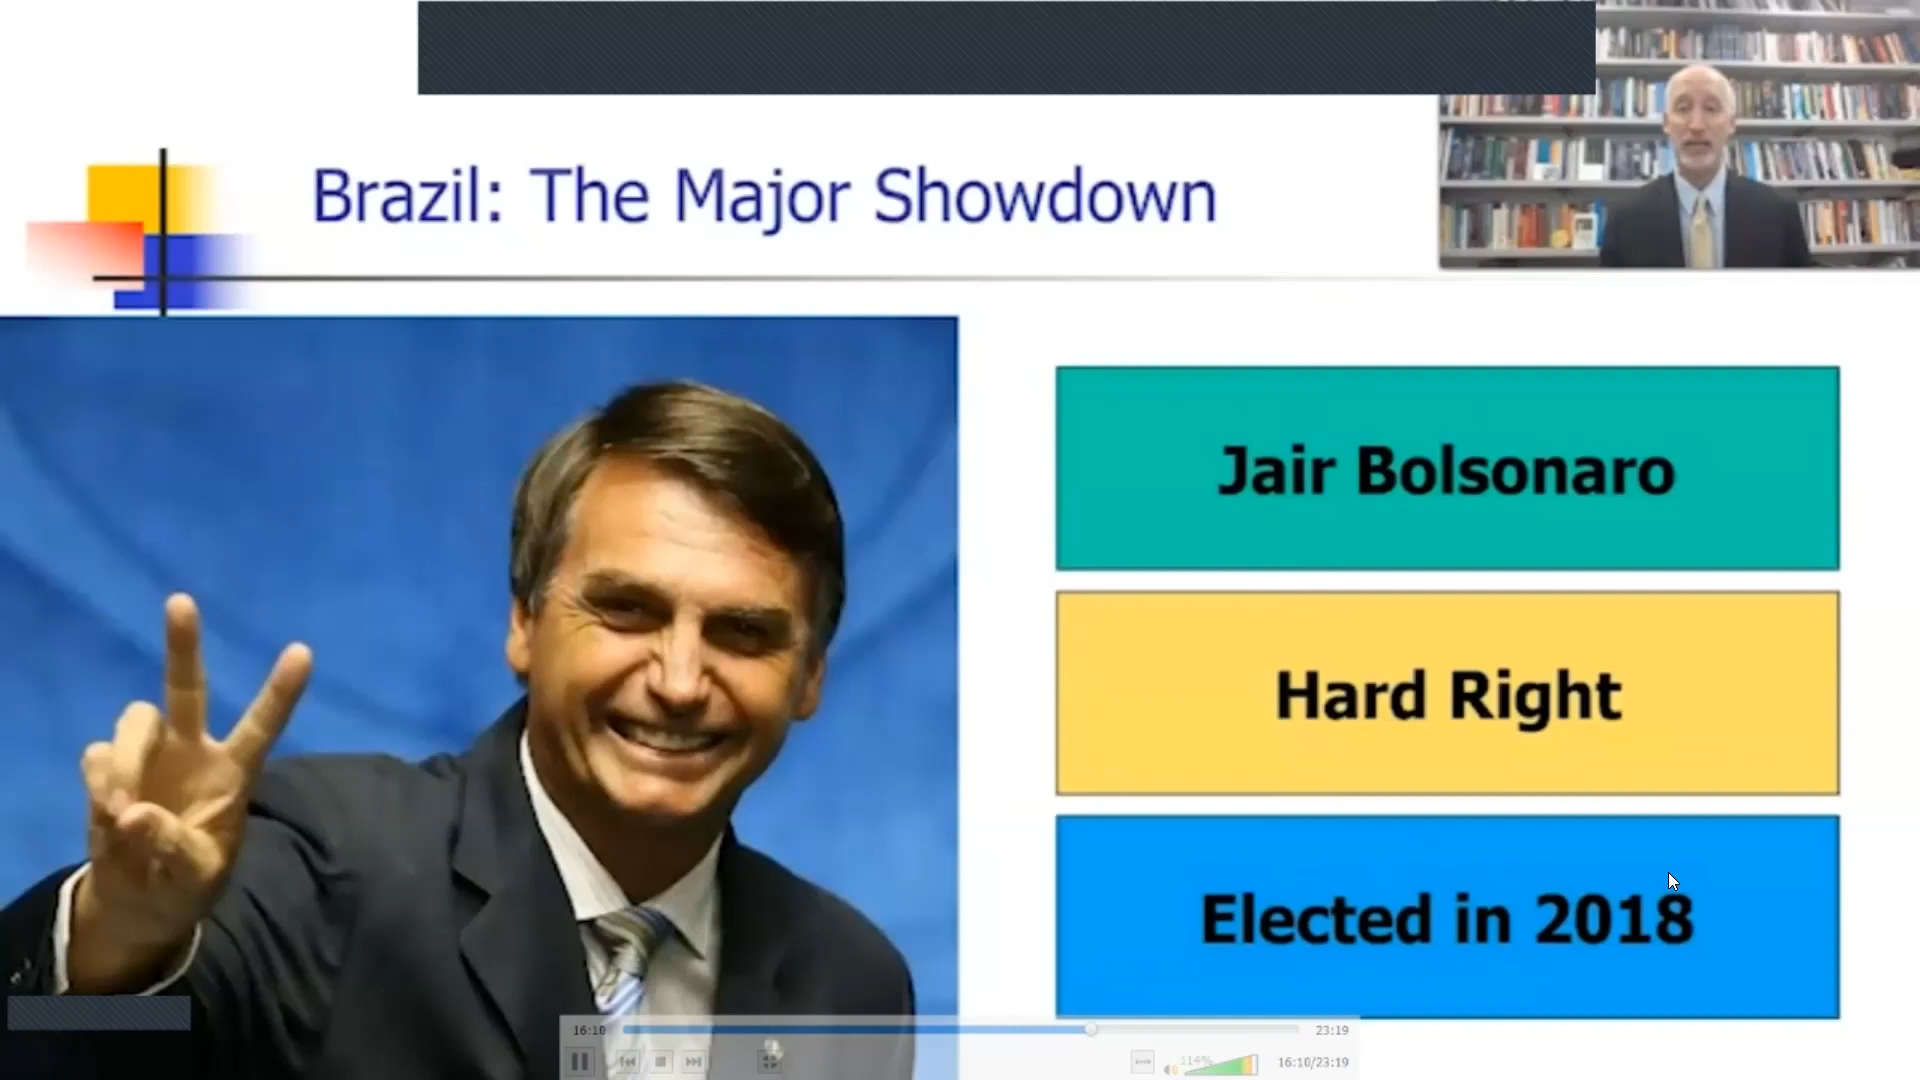 Brazil: The Major Showdown
Jair Bolsonaro
Hard Right
Elected in 2018
16:10
23:19
114%
16:10/23:19